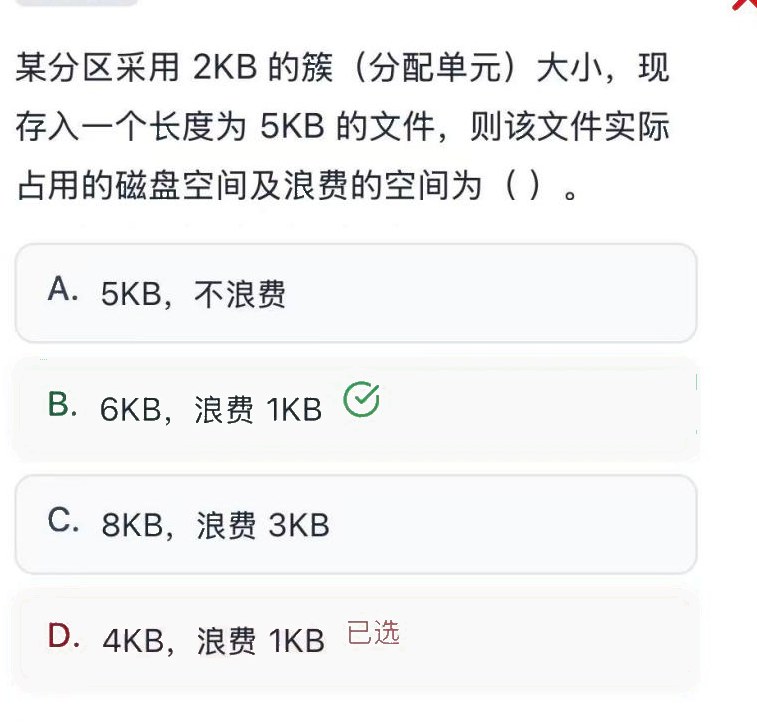 某分区采用 2KB 的簇（分配单元）大小，现
存入一个长度为 5KB 的文件，则该文件实际
占用的磁盘空间及浪费的空间为（ ）。
A. 5KB，不浪费
B. 6KB，浪费 1KB
C. 8KB，浪费 3KB
D. 4KB，浪费 1KB 已选